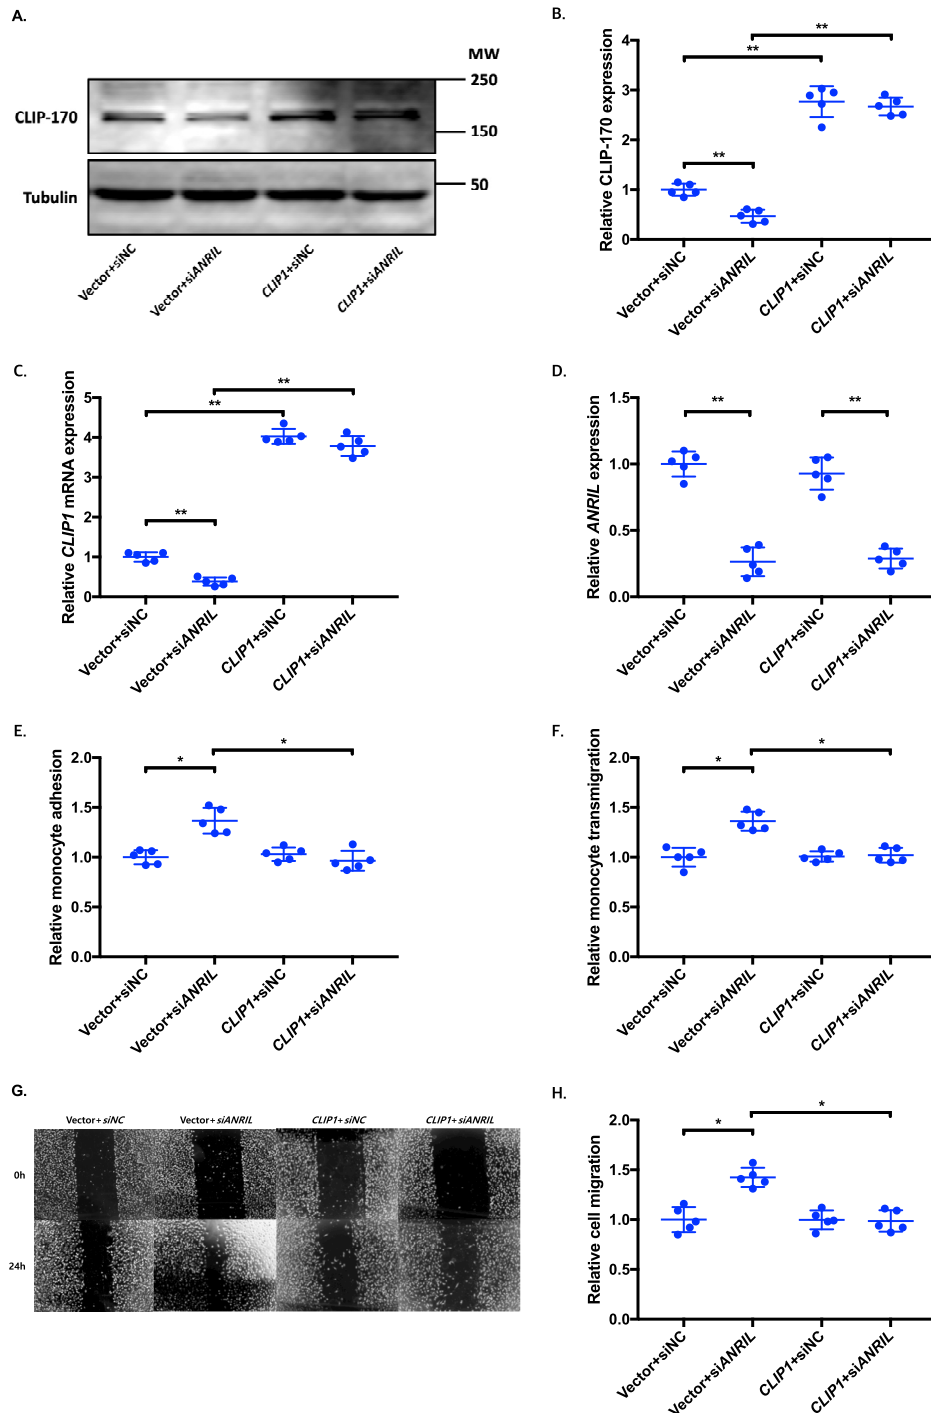 A.
MW
250
CLIP-170
150
Tubulin
50
Vector+siNC
Vector+siANRIL
CLIP1+siNC
CLIP1+siANRIL
B.
Relative CLIP-170 expression
4
3
2
1
0
**
**
**
Vector+siNC
Vector+siANRIL
CLIP1+siNC
CLIP1+siANRIL
C.
Relative CLIP1 mRNA expression
5
4
3
2
1
0
**
**
**
Vector+siNC
Vector+siANRIL
CLIP1+siNC
CLIP1+siANRIL
D.
Relative ANRIL expression
1.5
1.0
0.5
0.0
**
**
Vector+siNC
Vector+siANRIL
CLIP1+siNC
CLIP1+siANRIL
E.
Relative monocyte adhesion
2.0
1.5
1.0
0.5
0.0
*
*
Vector+siNC
Vector+siANRIL
CLIP1+siNC
CLIP1+siANRIL
F.
Relative monocyte transmigration
2.0
1.5
1.0
0.5
0.0
*
*
Vector+siNC
Vector+siANRIL
CLIP1+siNC
CLIP1+siANRIL
G.
Vector+siNC
Vector+siANRIL
CLIP1+siNC
CLIP1+siANRIL
0h
24h
H.
Relative cell migration
2.0
1.5
1.0
0.5
0.0
*
*
Vector+siNC
Vector+siANRIL
CLIP1+siNC
CLIP1+siANRIL